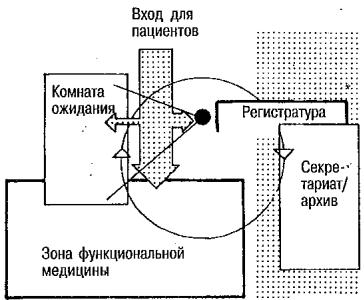 Вход для
пациентов
Комната
ожидания
Регистратура
Секре-
тариат/
архив
Зона функциональной
медицины